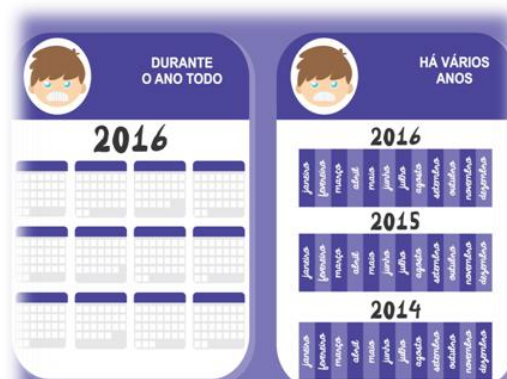 DURANTE
O ANO TODO
2016
HÁ VÁRIOS
ANOS
2016
janeiro fevereiro março abril maio junho julho agosto setembro outubro novembro dezembro
2015
janeiro fevereiro março abril maio junho julho agosto setembro outubro novembro dezembro
2014
janeiro fevereiro março abril maio junho julho agosto setembro outubro novembro dezembro